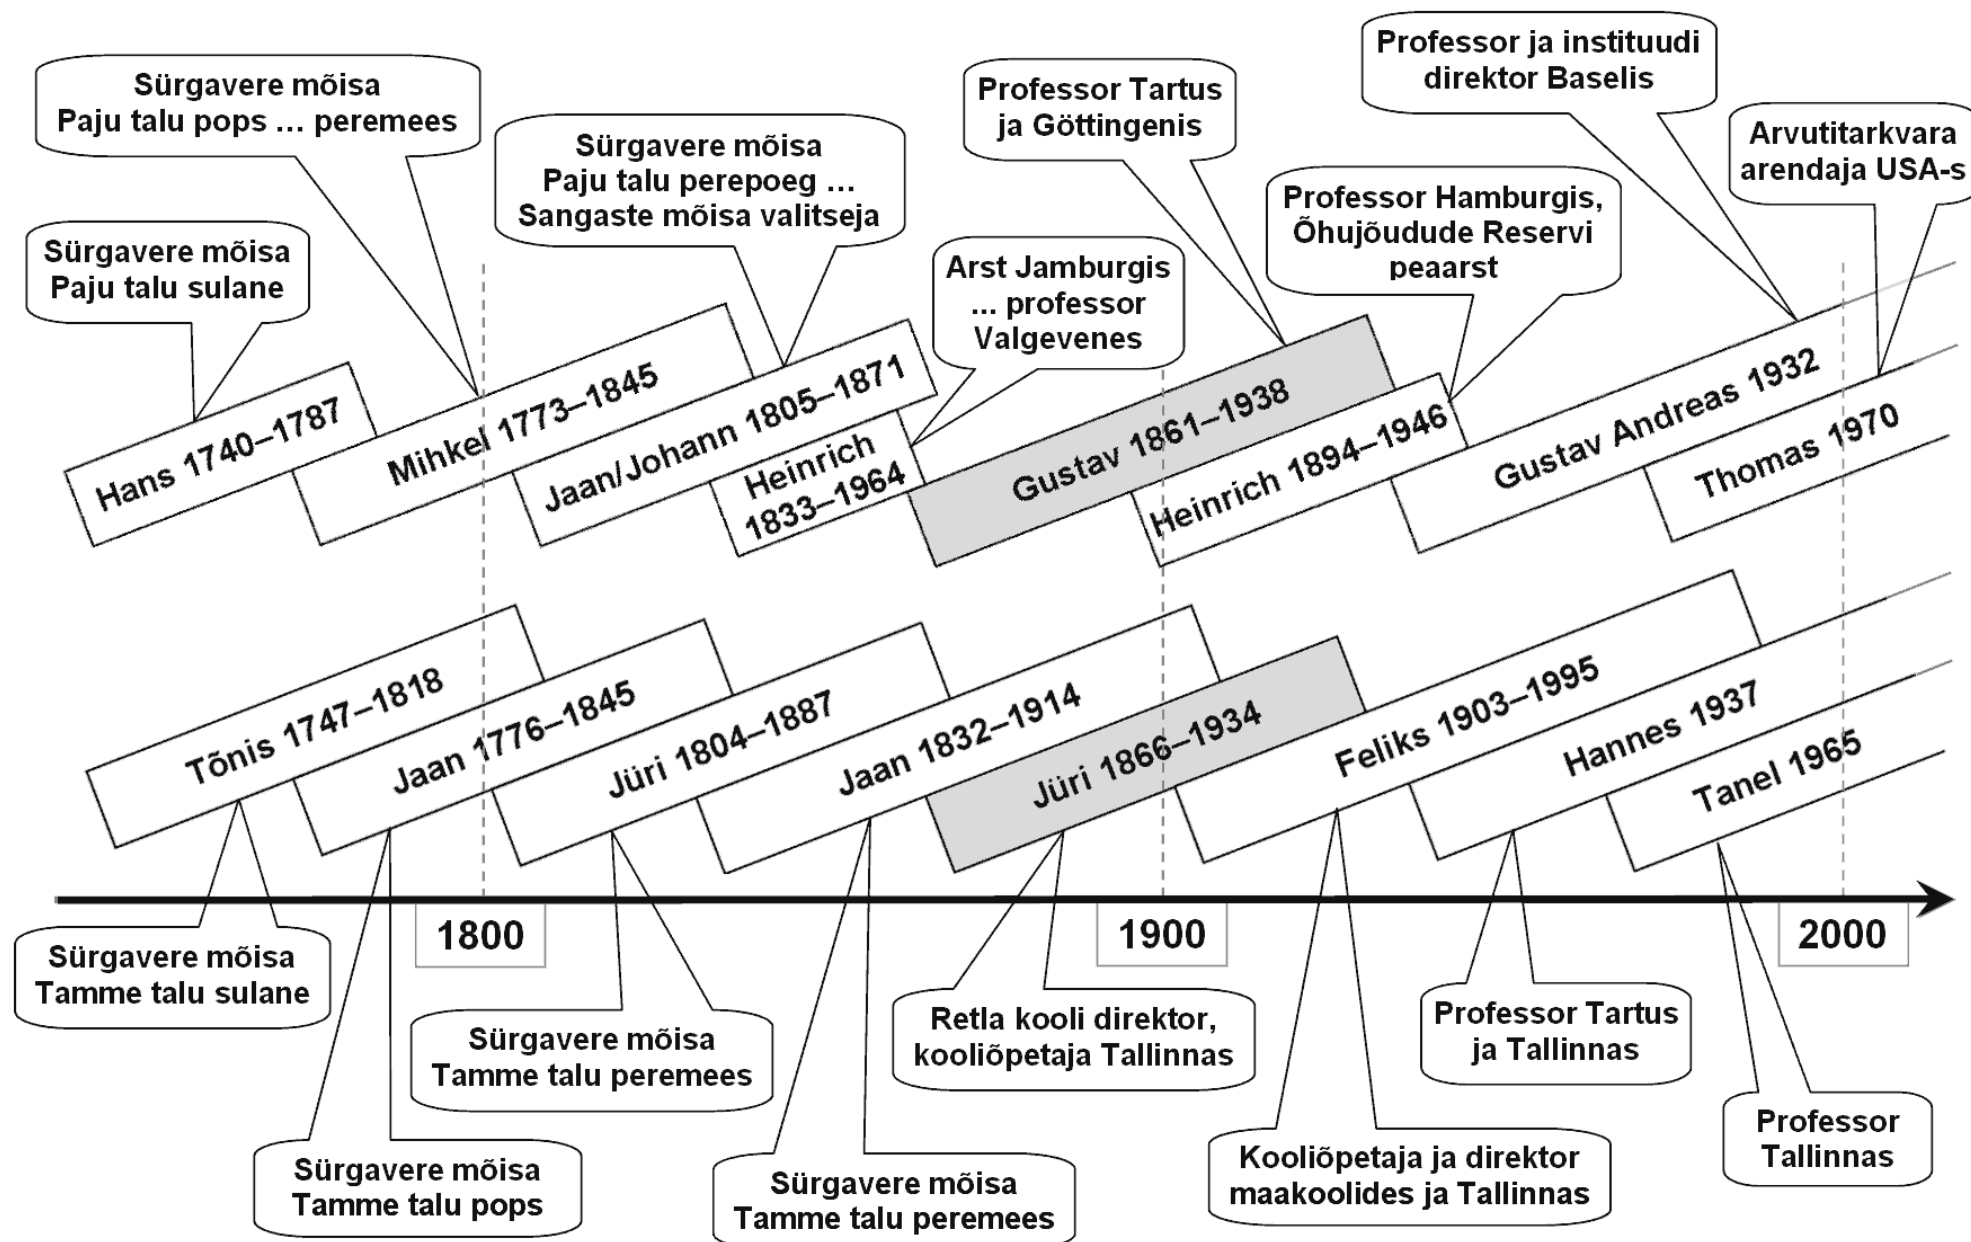 Sürgavere mõisa
Paju talu pops ... peremees
Sürgavere mõisa
Paju talu sulane
Sürgavere mõisa
Paju talu perepoeg ...
Sangaste mõisa valitseja
Arst Jamburgis
... professor
Valgevenes
Professor Tartus
ja Göttingenis
Professor Hamburgis,
Õhujõudude Reservi
peaarst
Professor ja instituudi
direktor Baselis
Arvutitarkvara
arendaja USA-s
Hans 1740–1787
Mihkel 1773–1845
Jaan/Johann 1805–1871
Heinrich
1833–1964
Gustav 1861–1938
Heinrich 1894–1946
Gustav Andreas 1932
Thomas 1970
Tõnis 1747–1818
Jaan 1776–1845
Jüri 1804–1887
Jaan 1832–1914
Jüri 1866–1934
Feliks 1903–1995
Hannes 1937
Tanel 1965
1800
1900
2000
Sürgavere mõisa
Tamme talu sulane
Sürgavere mõisa
Tamme talu pops
Sürgavere mõisa
Tamme talu peremees
Sürgavere mõisa
Tamme talu peremees
Retla kooli direktor,
kooliõpetaja Tallinnas
Kooliõpetaja ja direktor
maakoolides ja Tallinnas
Professor Tartus
ja Tallinnas
Professor
Tallinnas